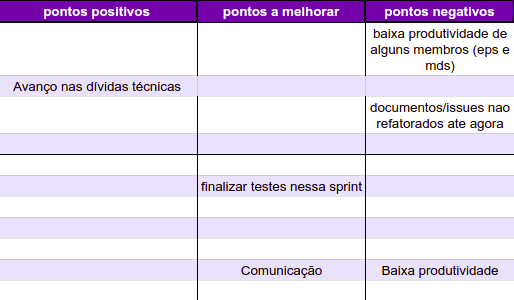 pontos positivos pontos a melhorar pontos negativos
baixa produtividade de
alguns membros (eps e
mds)
Avanço nas dívidas técnicas
documentos/issues nao
refatorados ate agora
finalizar testes nessa sprint
Comunicação Baixa produtividade